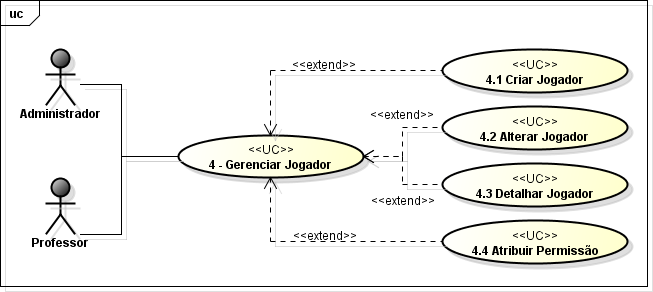 uc
Administrador
Professor
<<UC>>
4 - Gerenciar Jogador
<<extend>>
<<UC>>
4.1 Criar Jogador
<<extend>>
<<UC>>
4.2 Alterar Jogador
<<UC>>
4.3 Detalhar Jogador
<<extend>>
<<extend>>
<<UC>>
4.4 Atribuir Permissão